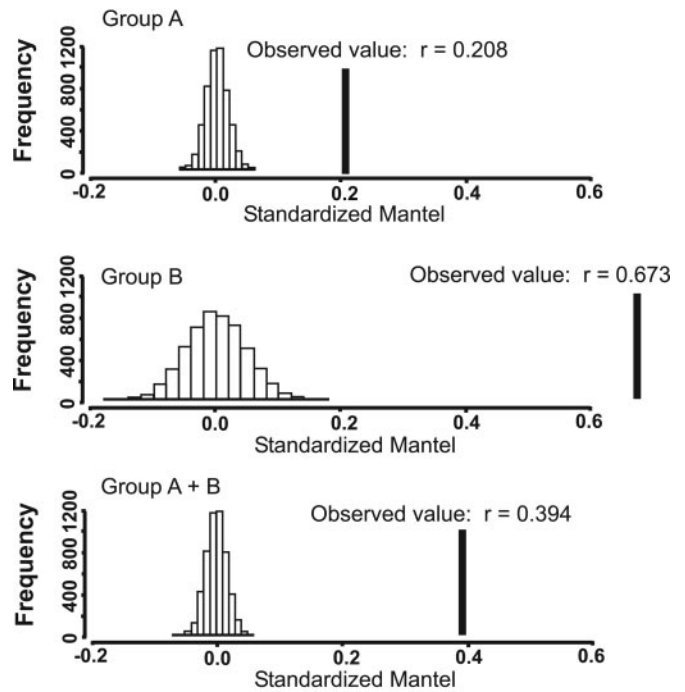 Group A
Observed value: r = 0.208
Frequency
0 400 800 1200
-0.2 0.0 0.2 0.4 0.6
Standardized Mantel
Group B
Observed value: r = 0.673
Frequency
0 400 800 1200
-0.2 0.0 0.2 0.4 0.6
Standardized Mantel
Group A + B
Observed value: r = 0.394
Frequency
0 400 800 1200
-0.2 0.0 0.2 0.4 0.6
Standardized Mantel